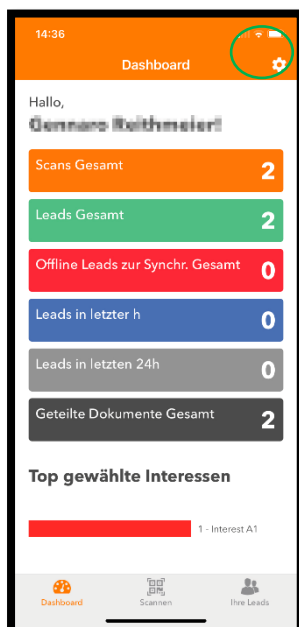 14:36
Dashboard
Hallo,
Scans Gesamt 2
Leads Gesamt 2
Offline Leads zur Synchr. Gesamt 0
Leads in letzter h 0
Leads in letzten 24h 0
Geteilte Dokumente Gesamt 2
Top gewählte Interessen
1 - Interest A1
Dashboard Scannen Ihre Leads